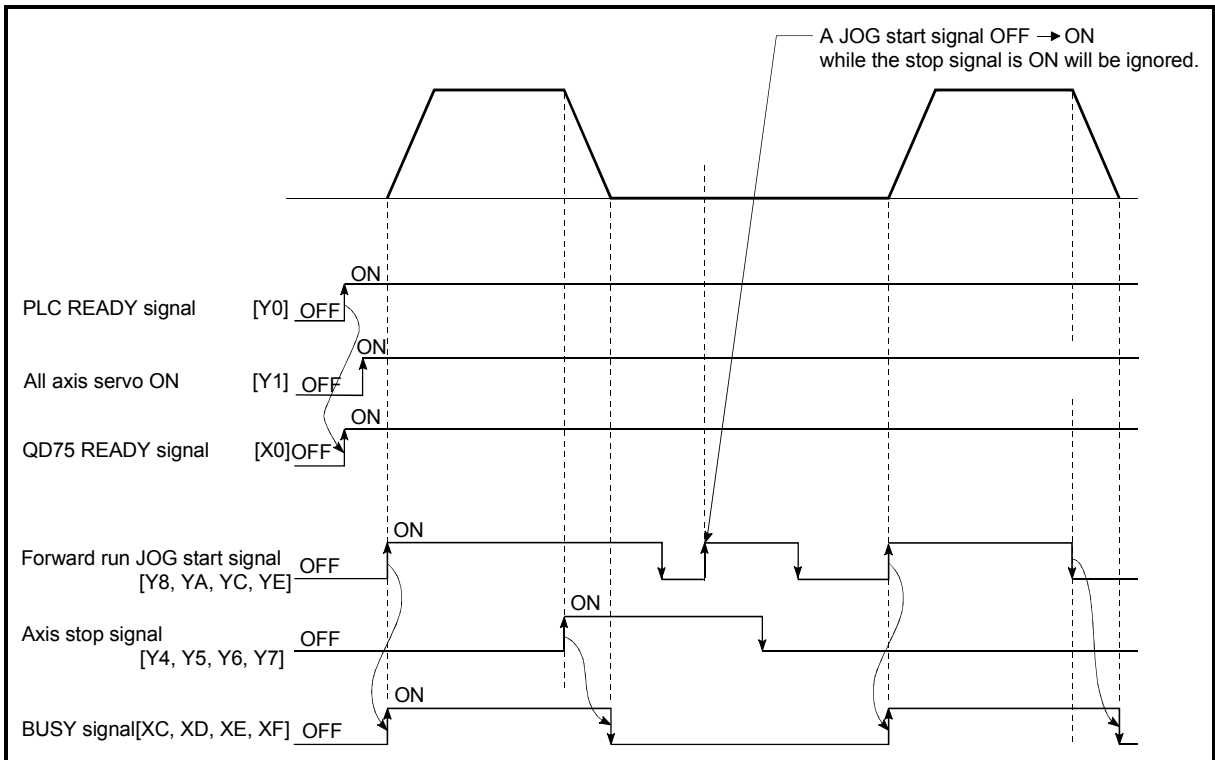 A JOG start signal OFF → ON
while the stop signal is ON will be ignored.
ON
PLC READY signal [Y0] OFF
ON
All axis servo ON [Y1] OFF
ON
QD75 READY signal [X0] OFF
ON
Forward run JOG start signal OFF
[Y8, YA, YC, YE]
ON
Axis stop signal OFF
[Y4, Y5, Y6, Y7]
ON
BUSY signal[XC, XD, XE, XF] OFF